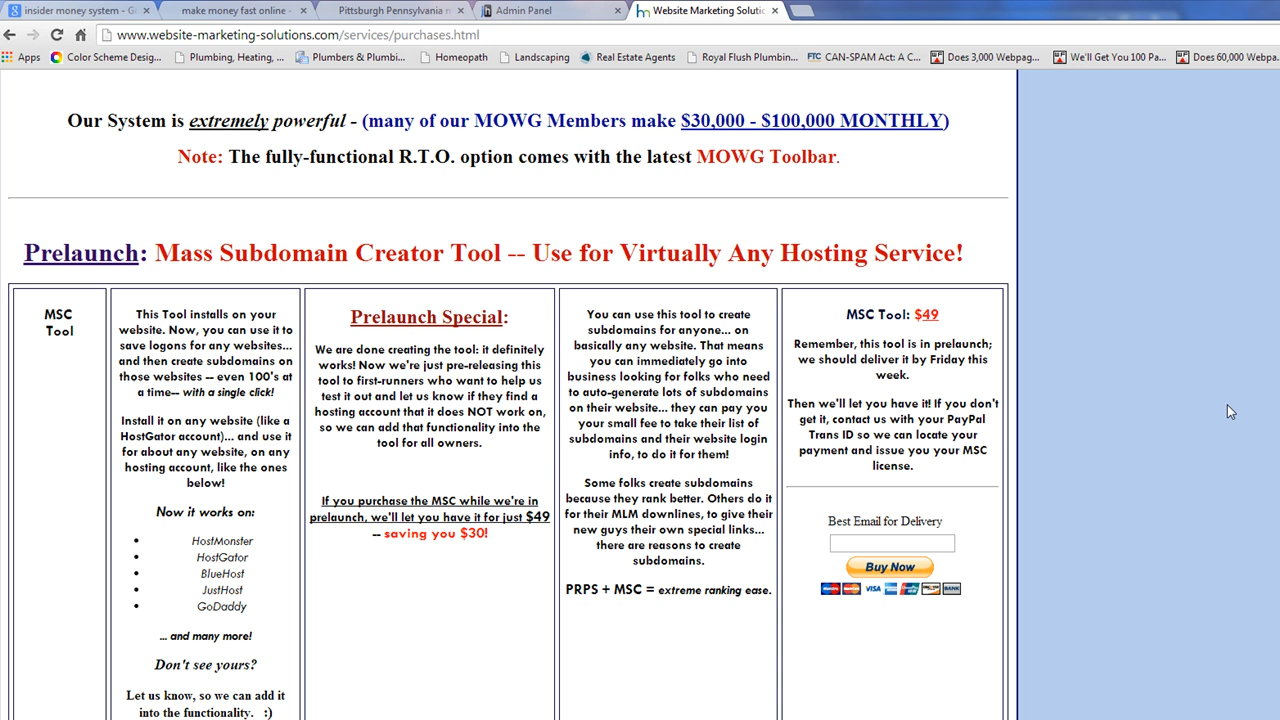 insider money system - G
make money fast online -
Pittsburgh Pennsylvania
Admin Panel
Website Marketing Soluti
www.website-marketing-solutions.com/services/purchases.html
Apps
Color Scheme Desig...
Plumbing, Heating, ...
Plumbers & Plumbi...
Homeopath
Landscaping
Real Estate Agents
Royal Flush Plumbin...
FTC CAN-SPAM Act: A C...
Does 3,000 Webpag...
We'll Get You 100 Pa...
Does 60,000 Webpa
Our System is extremely powerful - (many of our MOWG Members make $30,000 - $100,000 MONTHLY)
Note: The fully-functional R.T.O. option comes with the latest MOWG Toolbar.
Prelaunch: Mass Subdomain Creator Tool -- Use for Virtually Any Hosting Service!
MSC
Tool
This Tool installs on your
website. Now, you can use it to
save logons for any websites...
and then create subdomains on
those websites -- even 100's at
a time-- with a single click!
Install it on any website (like a
HostGator account)... and use it
for about any website, on any
hosting account, like the ones
below!
Now it works on:
• HostMonster
• HostGator
• BlueHost
• JustHost
• GoDaddy
... and many more!
Don't see yours?
Let us know, so we can add it
into the functionality. :)
Prelaunch Special:
We are done creating the tool: it definitely
works! Now we're just pre-releasing this
tool to first-runners who want to help us
test it out and let us know if they find a
hosting account that it does NOT work on,
so we can add that functionality into the
tool for all owners.
If you purchase the MSC while we're in
prelaunch, we'll let you have it for just $49
-- saving you $30!
You can use this tool to create
subdomains for anyone... on
basically any website. That means
you can immediately go into
business looking for folks who need
to auto-generate lots of subdomains
on their website... they can pay you
your small fee to take their list of
subdomains and their website login
info, to do it for them!
Some folks create subdomains
because they rank better. Others do it
for their MLM downlines, to give their
new guys their own special links...
there are reasons to create
subdomains.
PRPS + MSC = extreme ranking ease.
MSC Tool: $49
Remember, this tool is in prelaunch;
we should deliver it by Friday this
week.
Then we'll let you have it! If you don't
get it, contact us with your PayPal
Trans ID so we can locate your
payment and issue you your MSC
license.
Best Email for Delivery
Buy Now
VISA
BANK